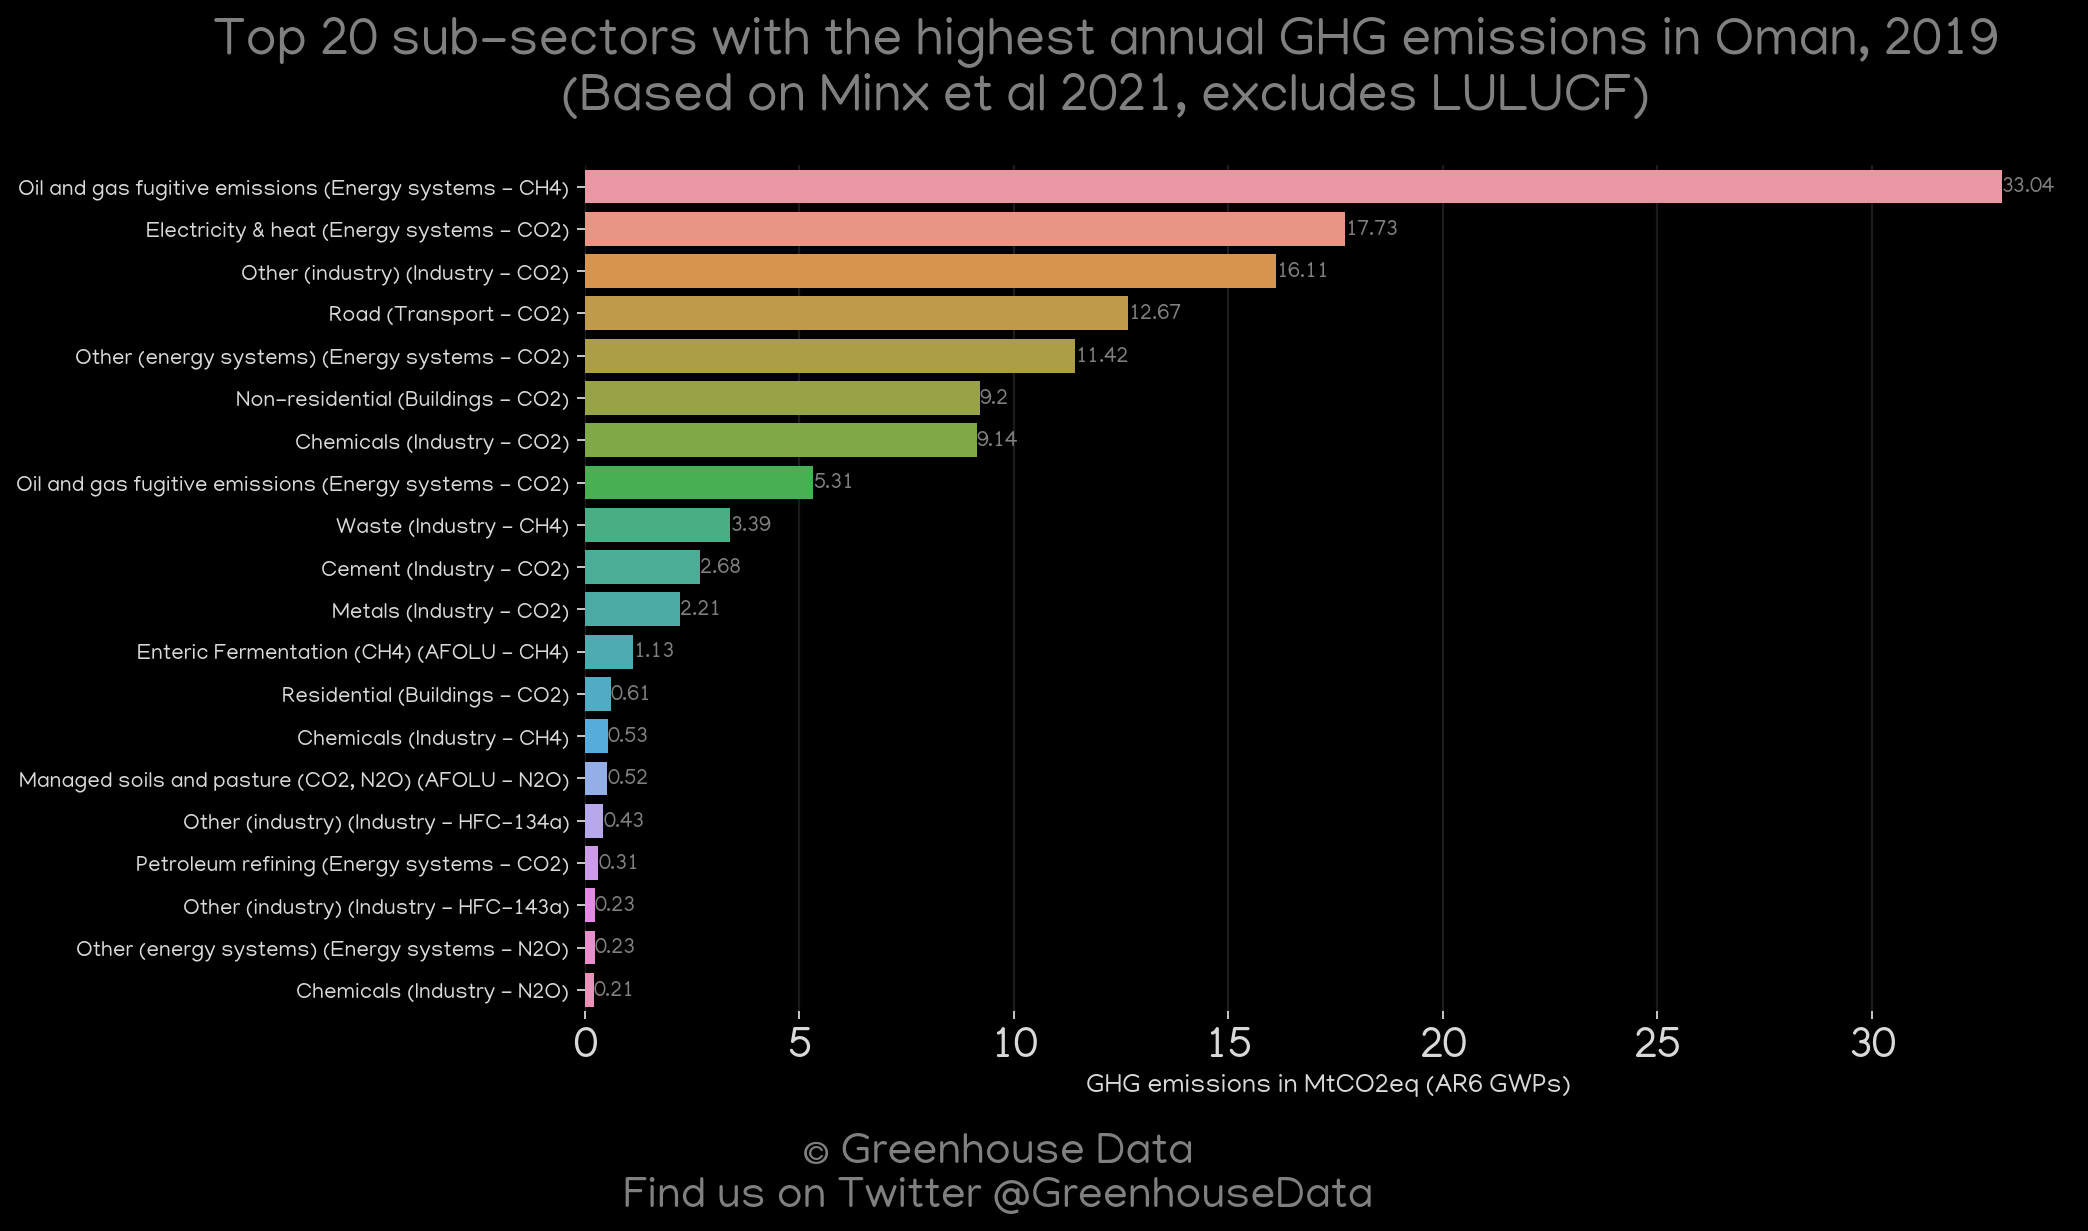 Top 20 sub-sectors with the highest annual GHG emissions in Oman, 2019
(Based on Minx et al 2021, excludes LULUCF)
Oil and gas fugitive emissions (Energy systems - CH4) 33.04
Electricity & heat (Energy systems - CO2) 17.73
Other (industry) (Industry - CO2) 16.11
Road (Transport - CO2) 12.67
Other (energy systems) (Energy systems - CO2) 11.42
Non-residential (Buildings - CO2) 9.2
Chemicals (Industry - CO2) 9.14
Oil and gas fugitive emissions (Energy systems - CO2) 5.31
Waste (Industry - CH4) 3.39
Cement (Industry - CO2) 2.68
Metals (Industry - CO2) 2.21
Enteric Fermentation (CH4) (AFOLU - CH4) 1.13
Residential (Buildings - CO2) 0.61
Chemicals (Industry - CH4) 0.53
Managed soils and pasture (CO2, N2O) (AFOLU - N2O) 0.52
Other (industry) (Industry - HFC-134a) 0.43
Petroleum refining (Energy systems - CO2) 0.31
Other (industry) (Industry - HFC-143a) 0.23
Other (energy systems) (Energy systems - N2O) 0.23
Chemicals (Industry - N2O) 0.21
0 5 10 15 20 25 30
GHG emissions in MtCO2eq (AR6 GWPs)
© Greenhouse Data
Find us on Twitter @GreenhouseData